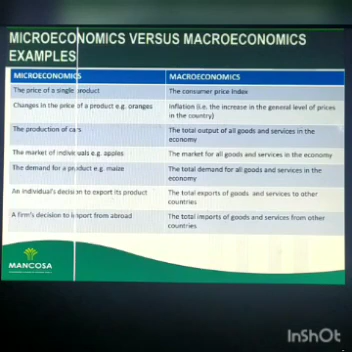 MICROECONOMICS VERSUS MACROECONOMICS
EXAMPLES
MICROECONOMICS MACROECONOMICS
The price of a single product The consumer price index
Changes in the price of a product e.g. oranges Inflation (i.e. the increase in the general level of prices
in the country)
The production of cars The total output of all goods and services in the
economy
The market of individuals e.g. apples The market for all goods and services in the economy
The demand for a product e.g. maize The total demand for all goods and services in the
economy
An individual's decision to export its product The total exports of goods and services to other
countries
A firm's decision to import from abroad The total imports of goods and services from other
countries
MANCOSA
InShOt